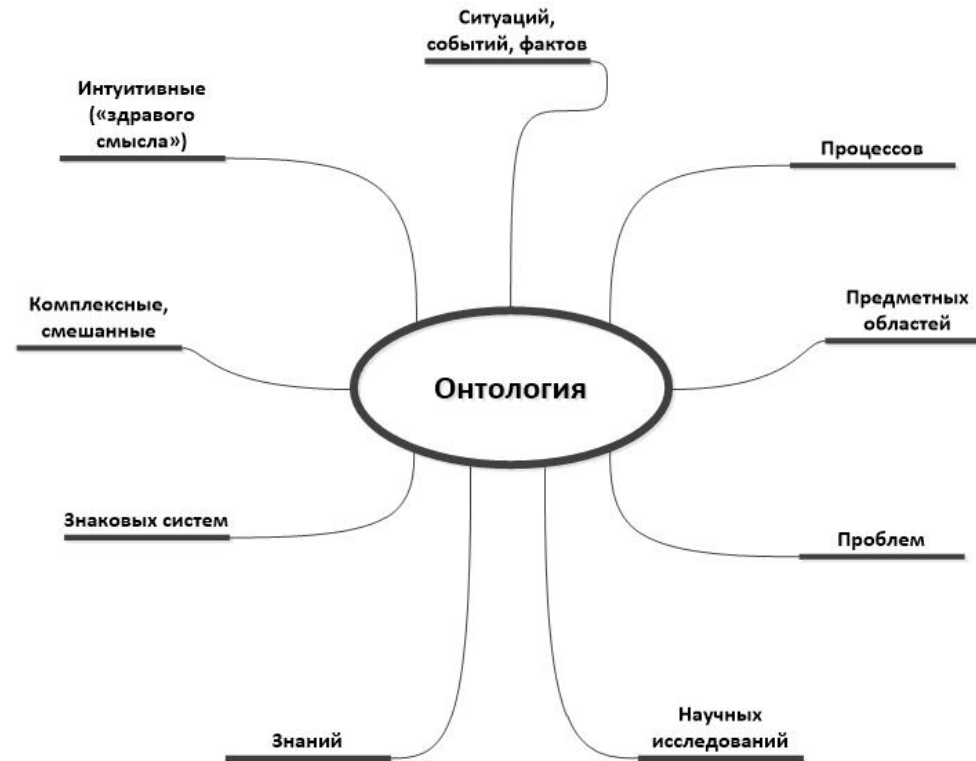 Ситуаций,
событий, фактов
Интуитивные
(«здравого
смысла»)
Процессов
Комплексные,
смешанные
Предметных
областей
Онтология
Знаковых систем
Проблем
Знаний
Научных
исследований